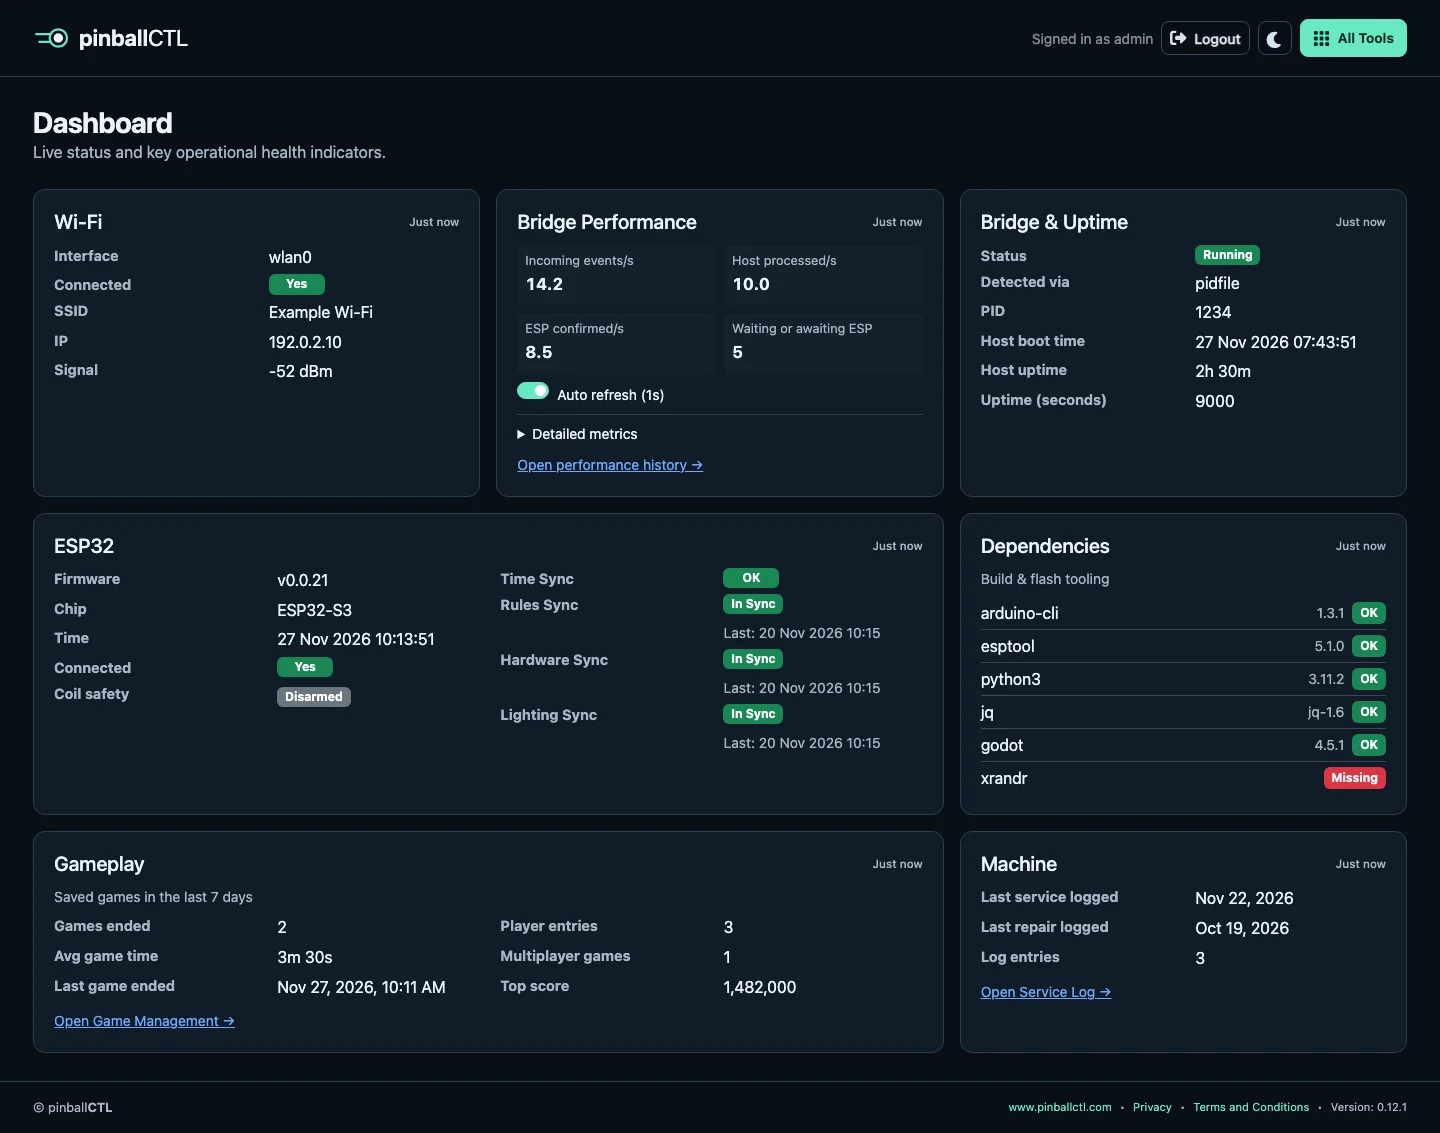 pinballCTL
Signed in as admin
Logout
All Tools
Dashboard
Live status and key operational health indicators.
Wi-Fi
Just now
Interface wlan0
Connected Yes
SSID Example Wi-Fi
IP 192.0.2.10
Signal -52 dBm
Bridge Performance
Just now
Incoming events/s
14.2
Host processed/s
10.0
ESP confirmed/s
8.5
Waiting or awaiting ESP
5
Auto refresh (1s)
Detailed metrics
Open performance history →
Bridge & Uptime
Just now
Status Running
Detected via pidfile
PID 1234
Host boot time 27 Nov 2026 07:43:51
Host uptime 2h 30m
Uptime (seconds) 9000
ESP32
Just now
Firmware v0.0.21
Chip ESP32-S3
Time 27 Nov 2026 10:13:51
Connected Yes
Coil safety Disarmed
Time Sync OK
Rules Sync In Sync
Last: 20 Nov 2026 10:15
Hardware Sync In Sync
Last: 20 Nov 2026 10:15
Lighting Sync In Sync
Last: 20 Nov 2026 10:15
Dependencies
Just now
Build & flash tooling
arduino-cli 1.3.1 OK
esptool 5.1.0 OK
python3 3.11.2 OK
jq jq-1.6 OK
godot 4.5.1 OK
xrandr Missing
Gameplay
Just now
Saved games in the last 7 days
Games ended 2
Avg game time 3m 30s
Last game ended Nov 27, 2026, 10:11 AM
Player entries 3
Multiplayer games 1
Top score 1,482,000
Open Game Management →
Machine
Just now
Last service logged Nov 22, 2026
Last repair logged Oct 19, 2026
Log entries 3
Open Service Log →
© pinballCTL
www.pinballctl.com • Privacy • Terms and Conditions • Version: 0.12.1